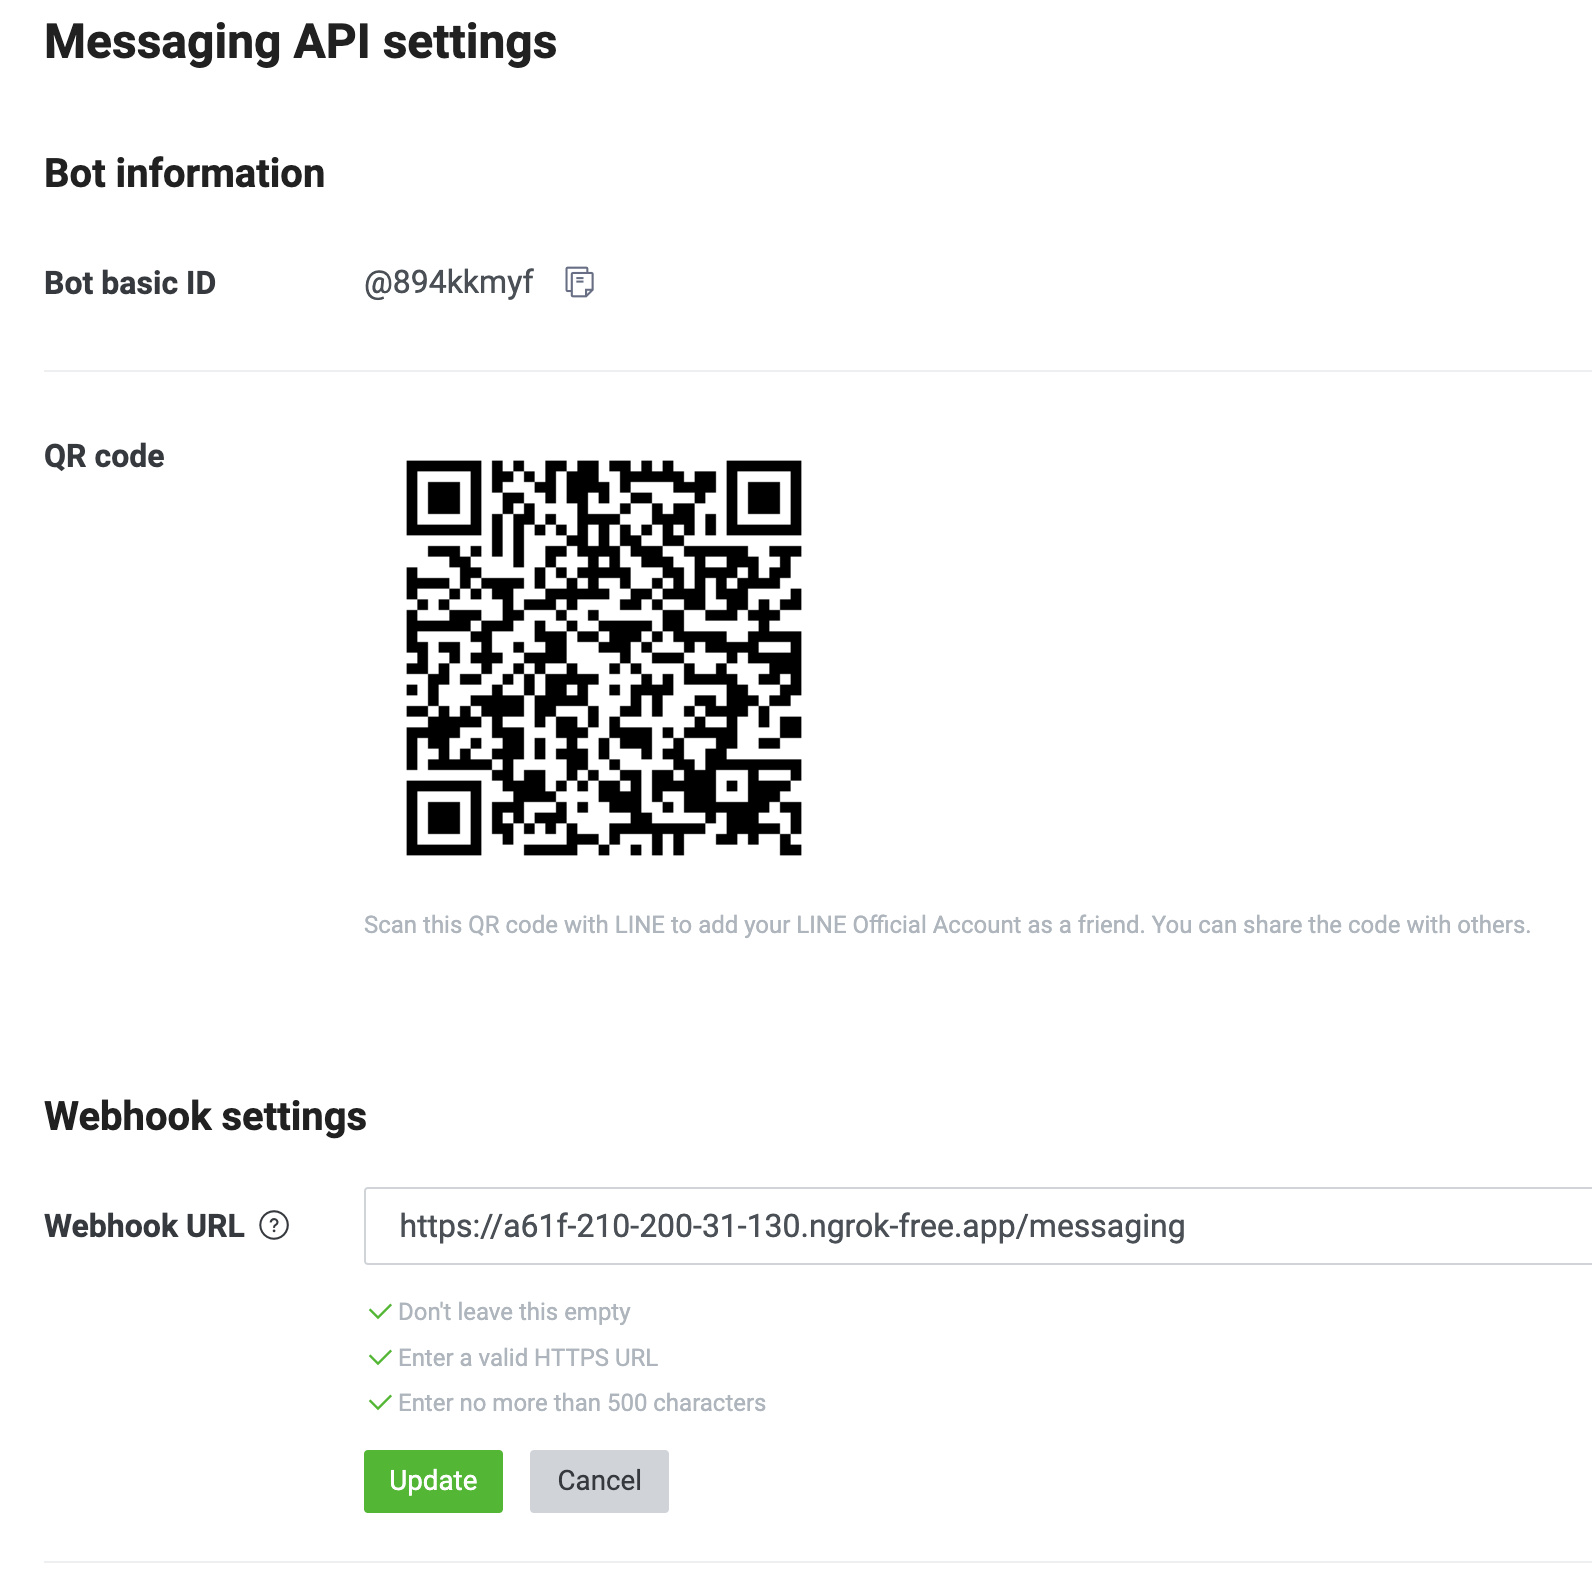 Messaging API settings
Bot information
Bot basic ID @894kkmyf
QR code
Scan this QR code with LINE to add your LINE Official Account as a friend. You can share the code with others.
Webhook settings
Webhook URL ? https://a61f-210-200-31-130.ngrok-free.app/messaging
Don't leave this empty
Enter a valid HTTPS URL
Enter no more than 500 characters
Update Cancel